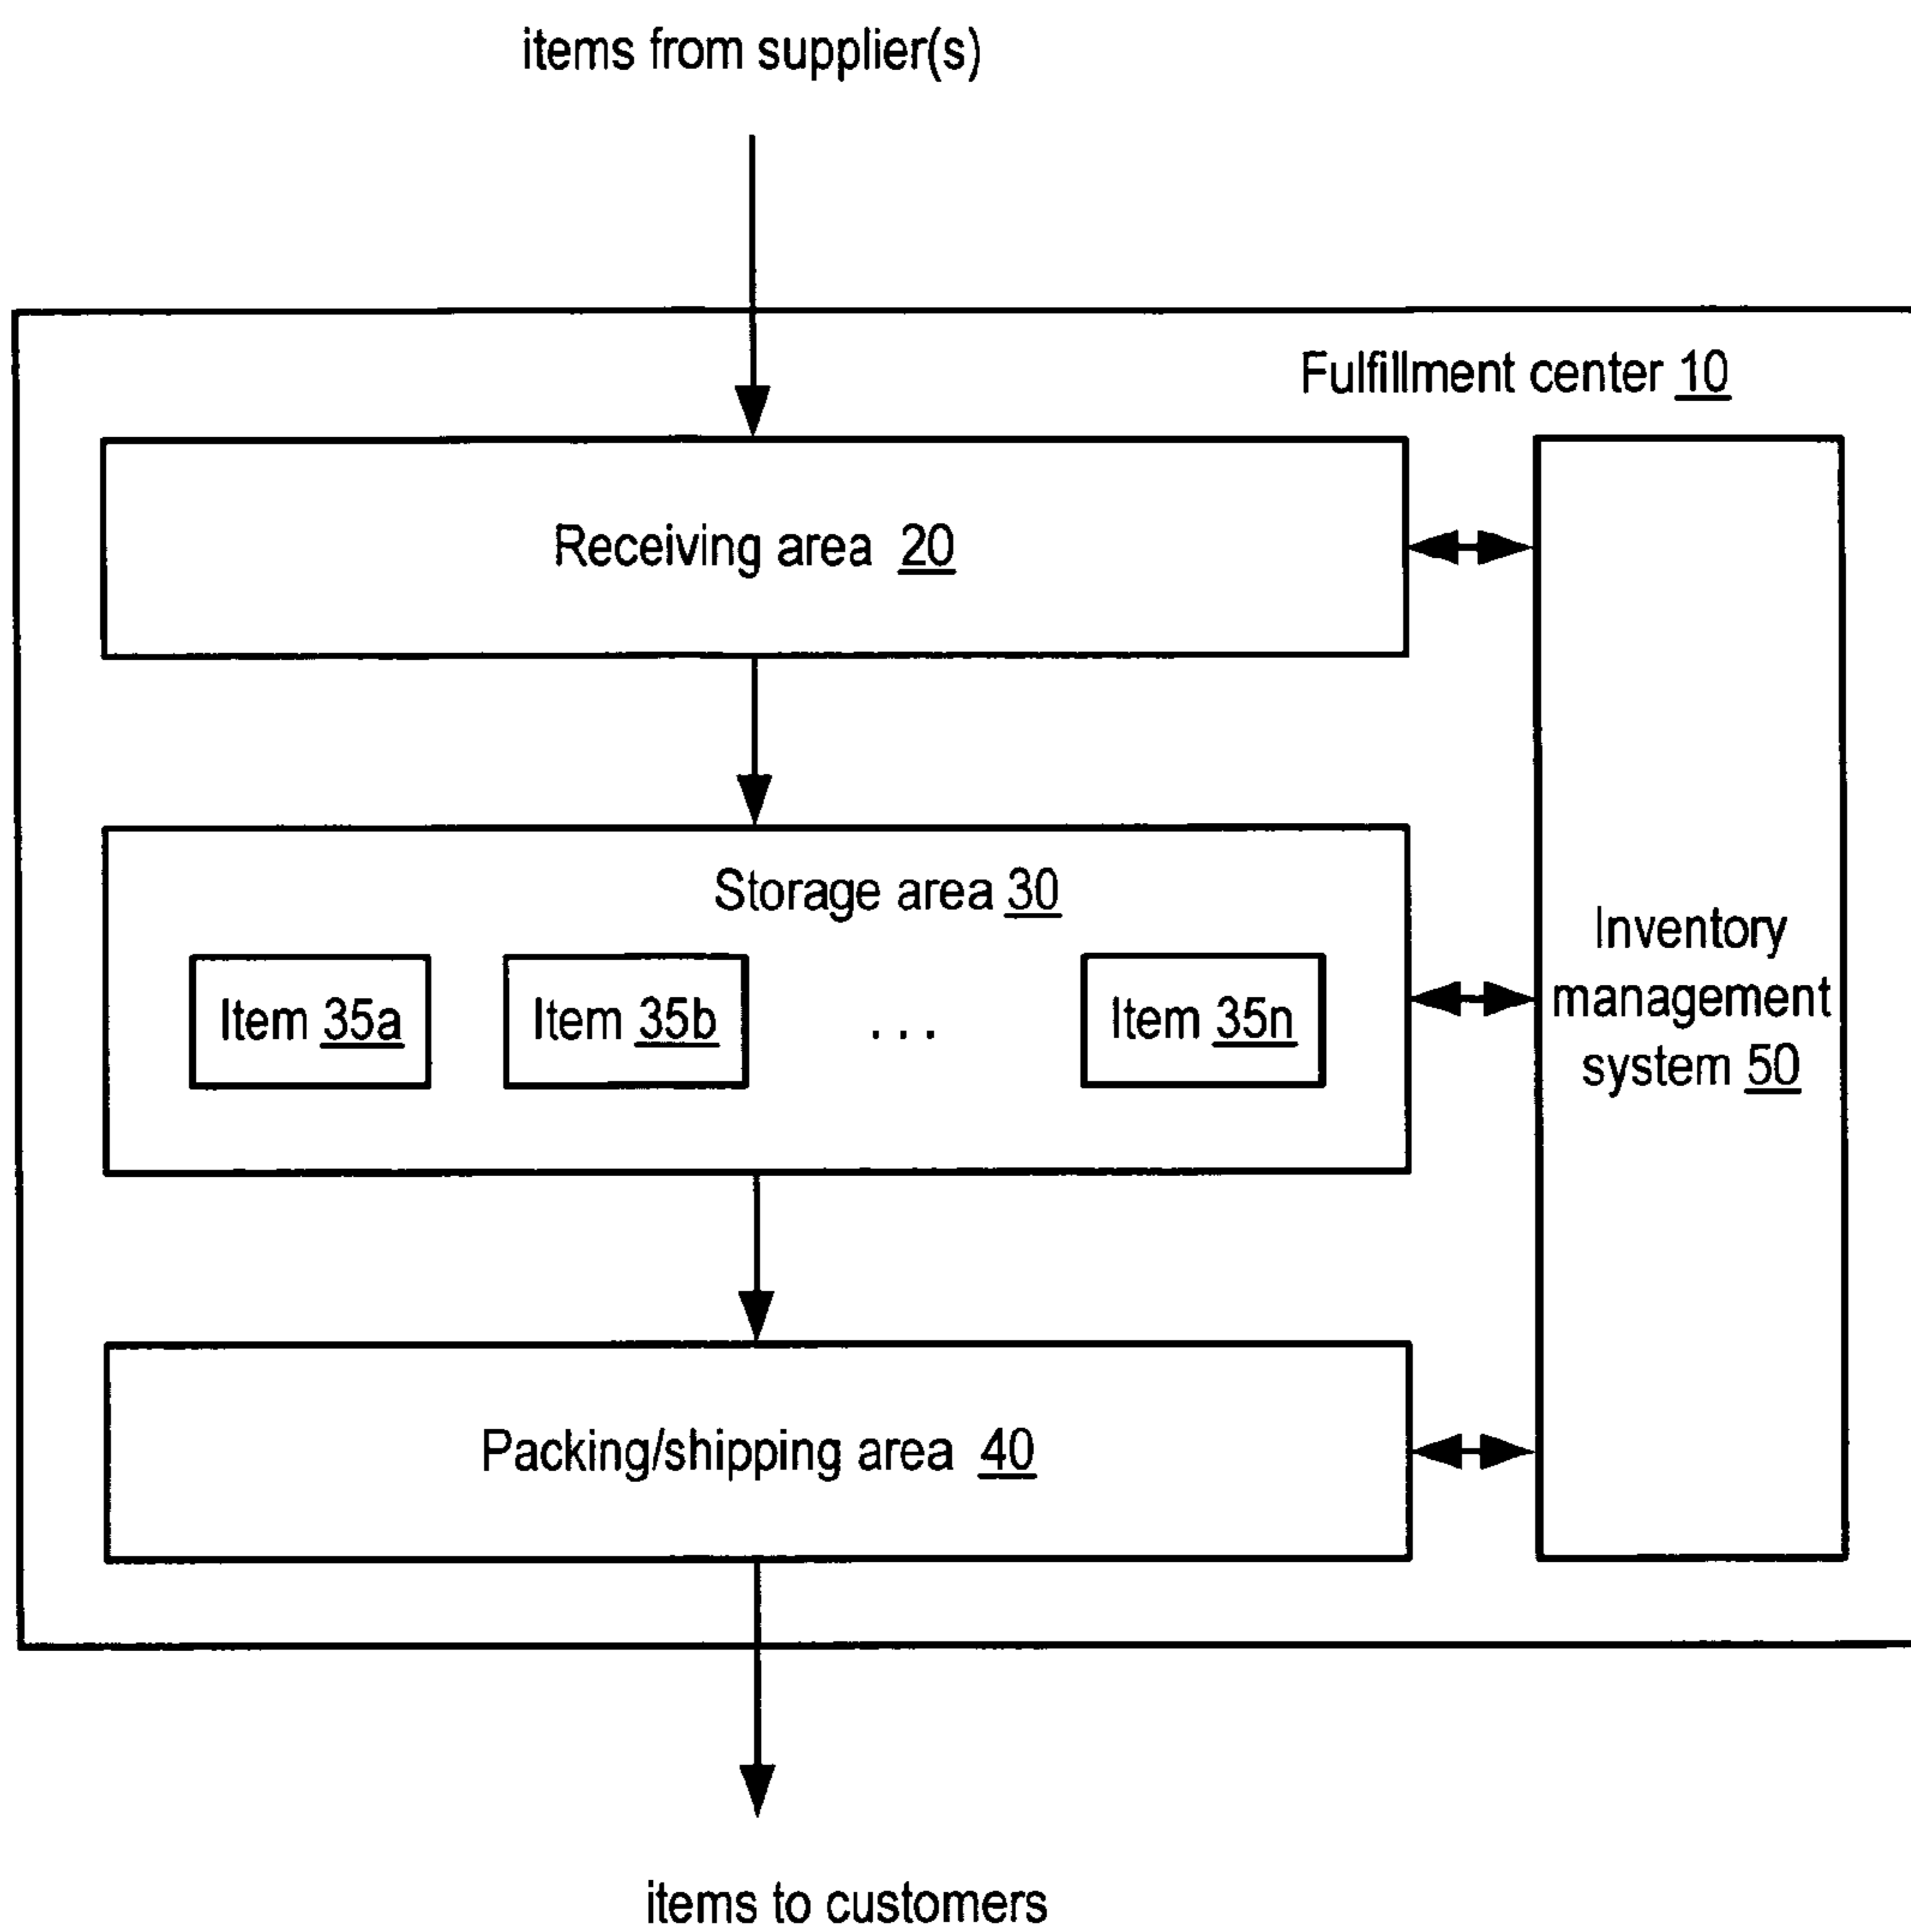 items from supplier(s)
Fulfillment center 10
Receiving area 20
Storage area 30
Item 35a
Item 35b
...
Item 35n
Inventory
management
system 50
Packing/shipping area 40
items to customers